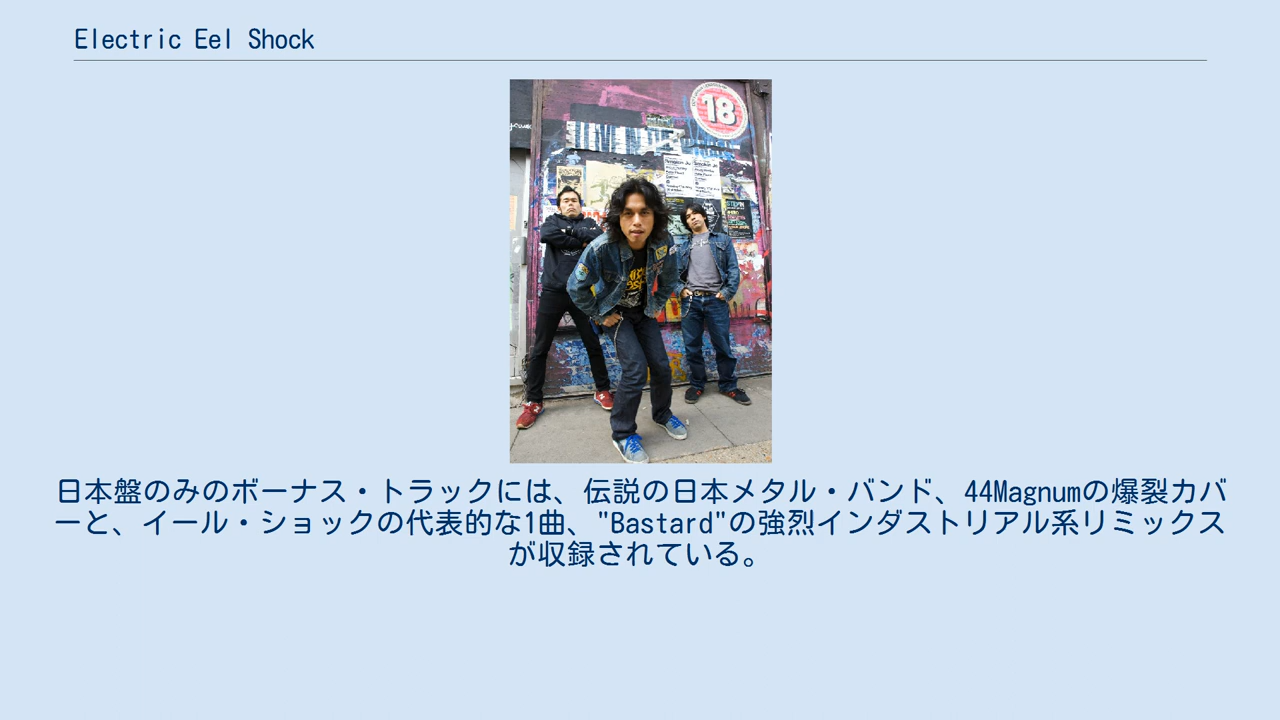 Electric Eel Shock
18
日本盤のみのボーナス・トラックには、伝説の日本メタル・バンド、44Magnumの爆裂カバ
ーと、イール・ショックの代表的な1曲、"Bastard"の強烈インダストリアル系リミックス
が収録されている。